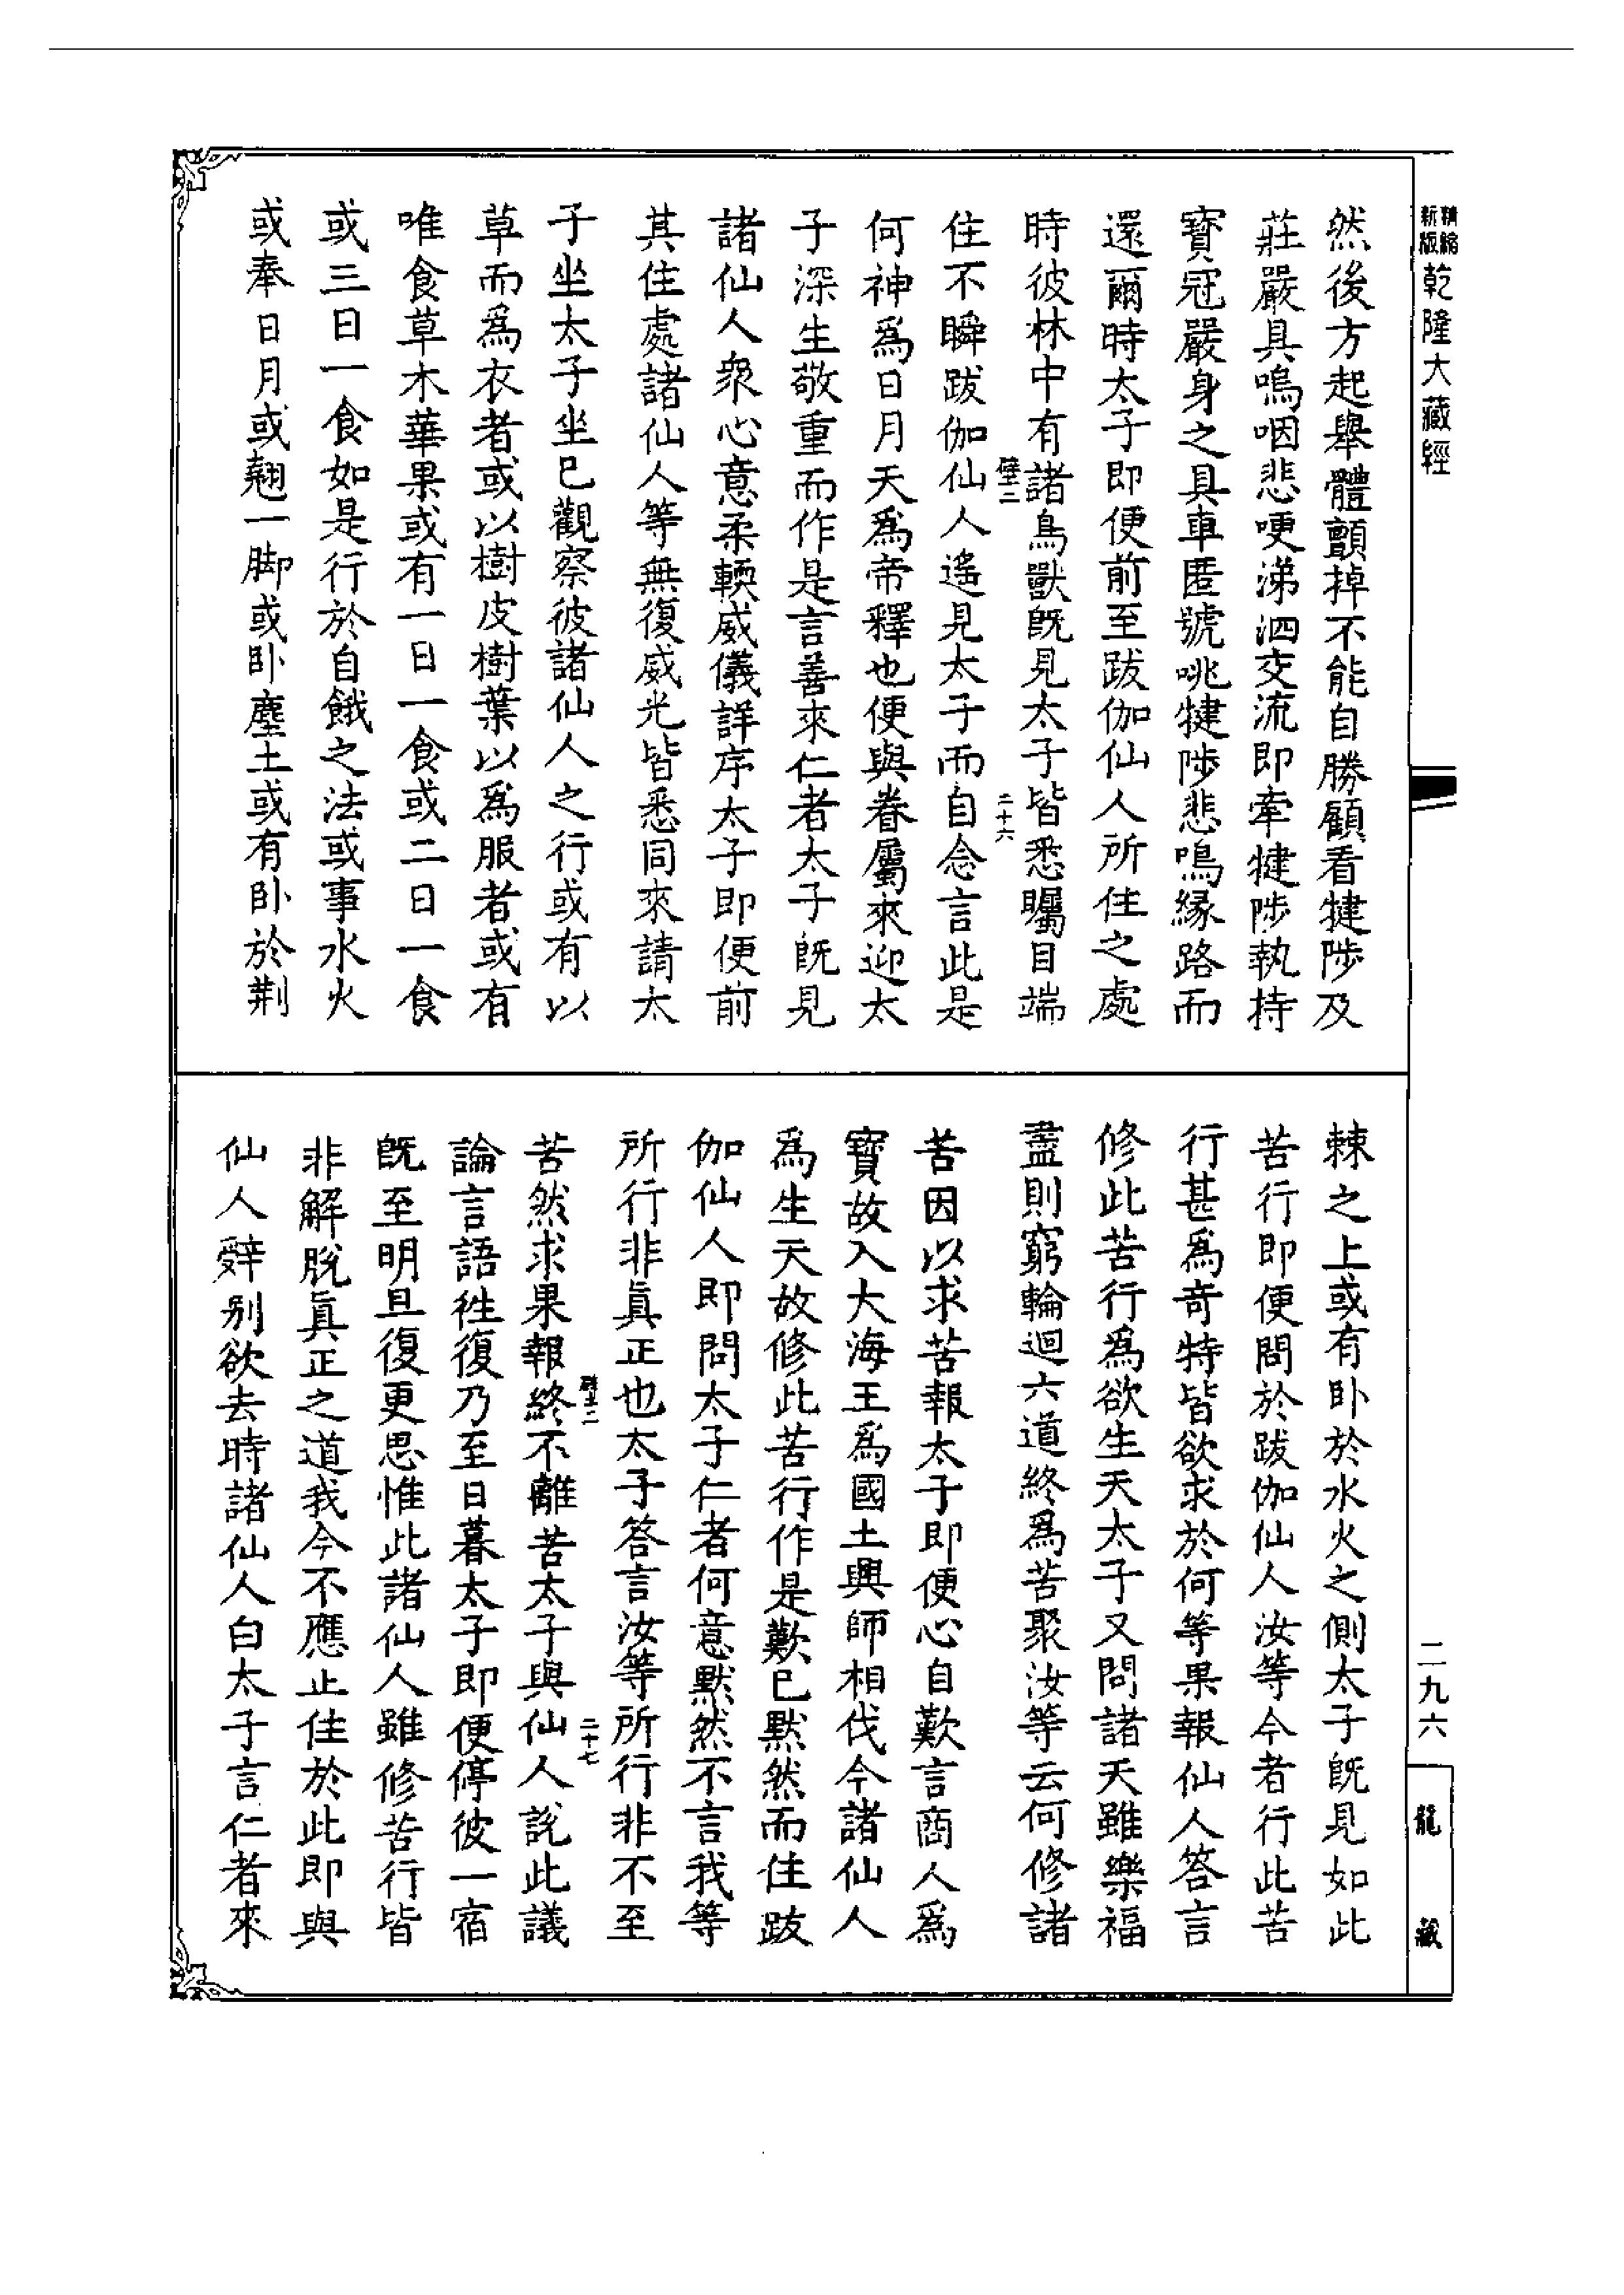 精縮新版乾隆大藏經
然後方起舉體顫掉不能自勝顧看犍陟及
莊嚴具嗚咽悲哽涕泗交流即牽犍陟執持
寶冠嚴身之具車匿號咷犍陟悲鳴緣路而
還爾時太子即便前至跋伽仙人所住之處
時彼林中有諸鳥獸既見太子皆悉矚目端
二十六
住不瞬跋伽仙人遙見太子而自念言此是
何神爲日月天爲帝釋也便與眷屬來迎太
子深生敬重而作是言善來仁者太子既見
諸仙人衆心意柔輭威儀詳序太子即便前
其住處諸仙人等無復威光皆悉同來請太
子坐太子坐已觀察彼諸仙人之行或有以
草而爲衣者或以樹皮樹葉以爲服者或有
唯食草木華果或有一日一食或二日一食
或三日一食如是行於自餓之法或事水火
或奉日月或翹一脚或卧塵土或有卧於荆
二九六
龍藏
棘之上或有卧於水火之側太子既見如此
苦行即便問於跋伽仙人汝等今者行此苦
行甚爲奇特皆欲求於何等果報仙人答言
修此苦行爲欲生天太子又問諸天雖樂福
盡則窮輪迴六道終爲苦聚汝等云何修諸
苦因以求苦報太子即便心自歎言商人爲
寶故入大海王爲國土興師相伐今諸仙人
爲生天故修此苦行作是歎已默然而住跋
伽仙人即問太子仁者何意默然不言我等
所行非真正也太子答言汝等所行非不至
二十七
苦然求果報終不離苦太子與仙人說此議
論言語往復乃至日暮太子即便停彼一宿
既至明旦復更思惟此諸仙人雖修苦行皆
非解脫真正之道我今不應止住於此即與
仙人辭别欲去時諸仙人白太子言仁者來